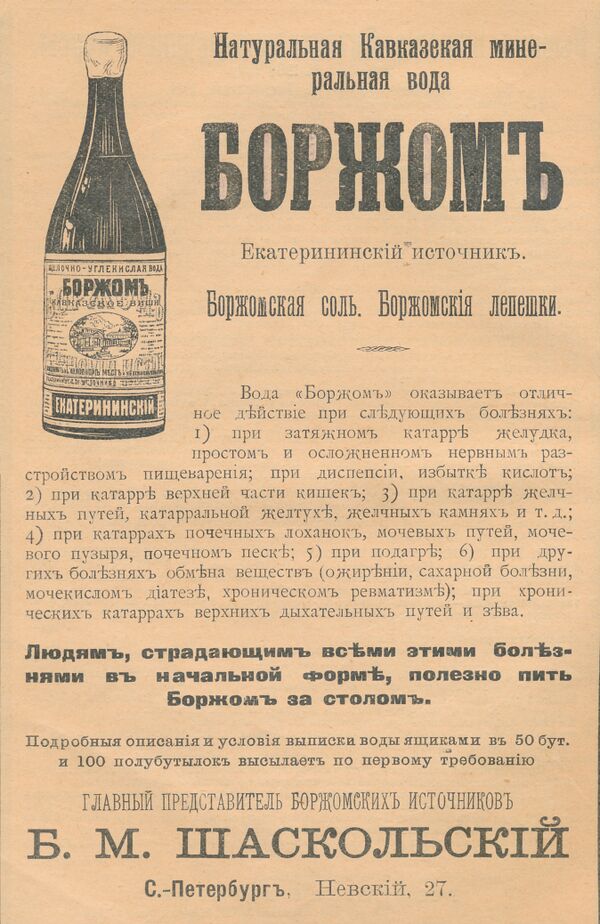 Натуральная Кавказская мине-
ральная вода
БОРЖОМЪ
Екатерининскій источникъ.
Боржомская соль. Боржомскія лепешки.
ЩЕЛОЧНО-УГЛЕКИСЛАЯ ВОДА
БОРЖОМЪ
КАВКАЗСКОЕ ВИШИ
ЕКАТЕРИНИНСКІЙ
Вода «Боржомъ» оказываетъ отлич-
ное дѣйствіе при слѣдующихъ болѣзняхъ:
1) при затяжномъ катаррѣ желудка,
простомъ и осложненномъ нервнымъ раз-
стройствомъ пищеваренія; при диспепсіи, избыткѣ кислотъ;
2) при катаррѣ верхней части кишекъ; 3) при катаррѣ желч-
ныхъ путей, катарральной желтухѣ, желчныхъ камняхъ и т. д.;
4) при катаррахъ почечныхъ лоханокъ, мочевыхъ путей, моче-
вого пузыря, почечномъ пескѣ; 5) при подагрѣ; 6) при дру-
гихъ болѣзняхъ обмѣна веществъ (ожирѣніи, сахарной болѣзни,
мочекисломъ діатезѣ, хроническомъ ревматизмѣ); при хрони-
ческихъ катаррахъ верхнихъ дыхательныхъ путей и зѣва.
Людямъ, страдающимъ всѣми этими болѣз-
нями въ начальной формѣ, полезно пить
Боржомъ за столомъ.
Подробныя описанія и условія выписки воды ящиками въ 50 бут.
и 100 полубутылокъ высылаетъ по первому требованію
ГЛАВНЫЙ ПРЕДСТАВИТЕЛЬ БОРЖОМСКИХЪ ИСТОЧНИКОВЪ
Б. М. ШАСКОЛЬСКІЙ
С.-Петербургъ, Невскій, 27.